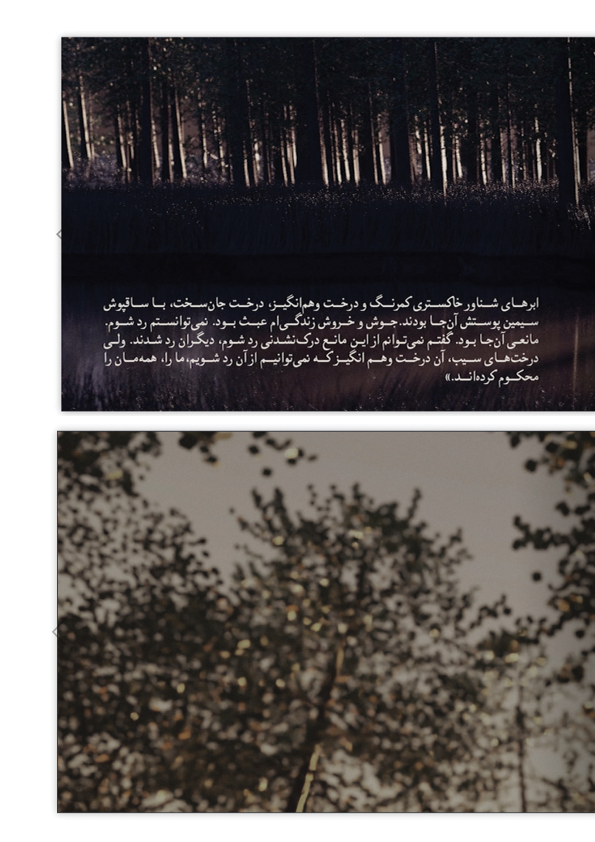 ابرهای شناور خاکستری کمرنگ و درخت وهم‌انگیز، درخت جان‌سخت، با ساقپوش
سیمین پوستش آن‌جا بودند.جوش و خروش زندگی‌ام عبث بود. نمی‌توانستم رد شوم.
مانعی آن‌جا بود. گفتم نمی‌توانم از این مانع درک‌نشدنی رد شوم، دیگران رد شدند. ولی
درخت‌های سیب، آن درخت وهم انگیز که نمی‌توانیم از آن رد شویم،ما را، همه‌مان را
محکوم کرده‌اند.»